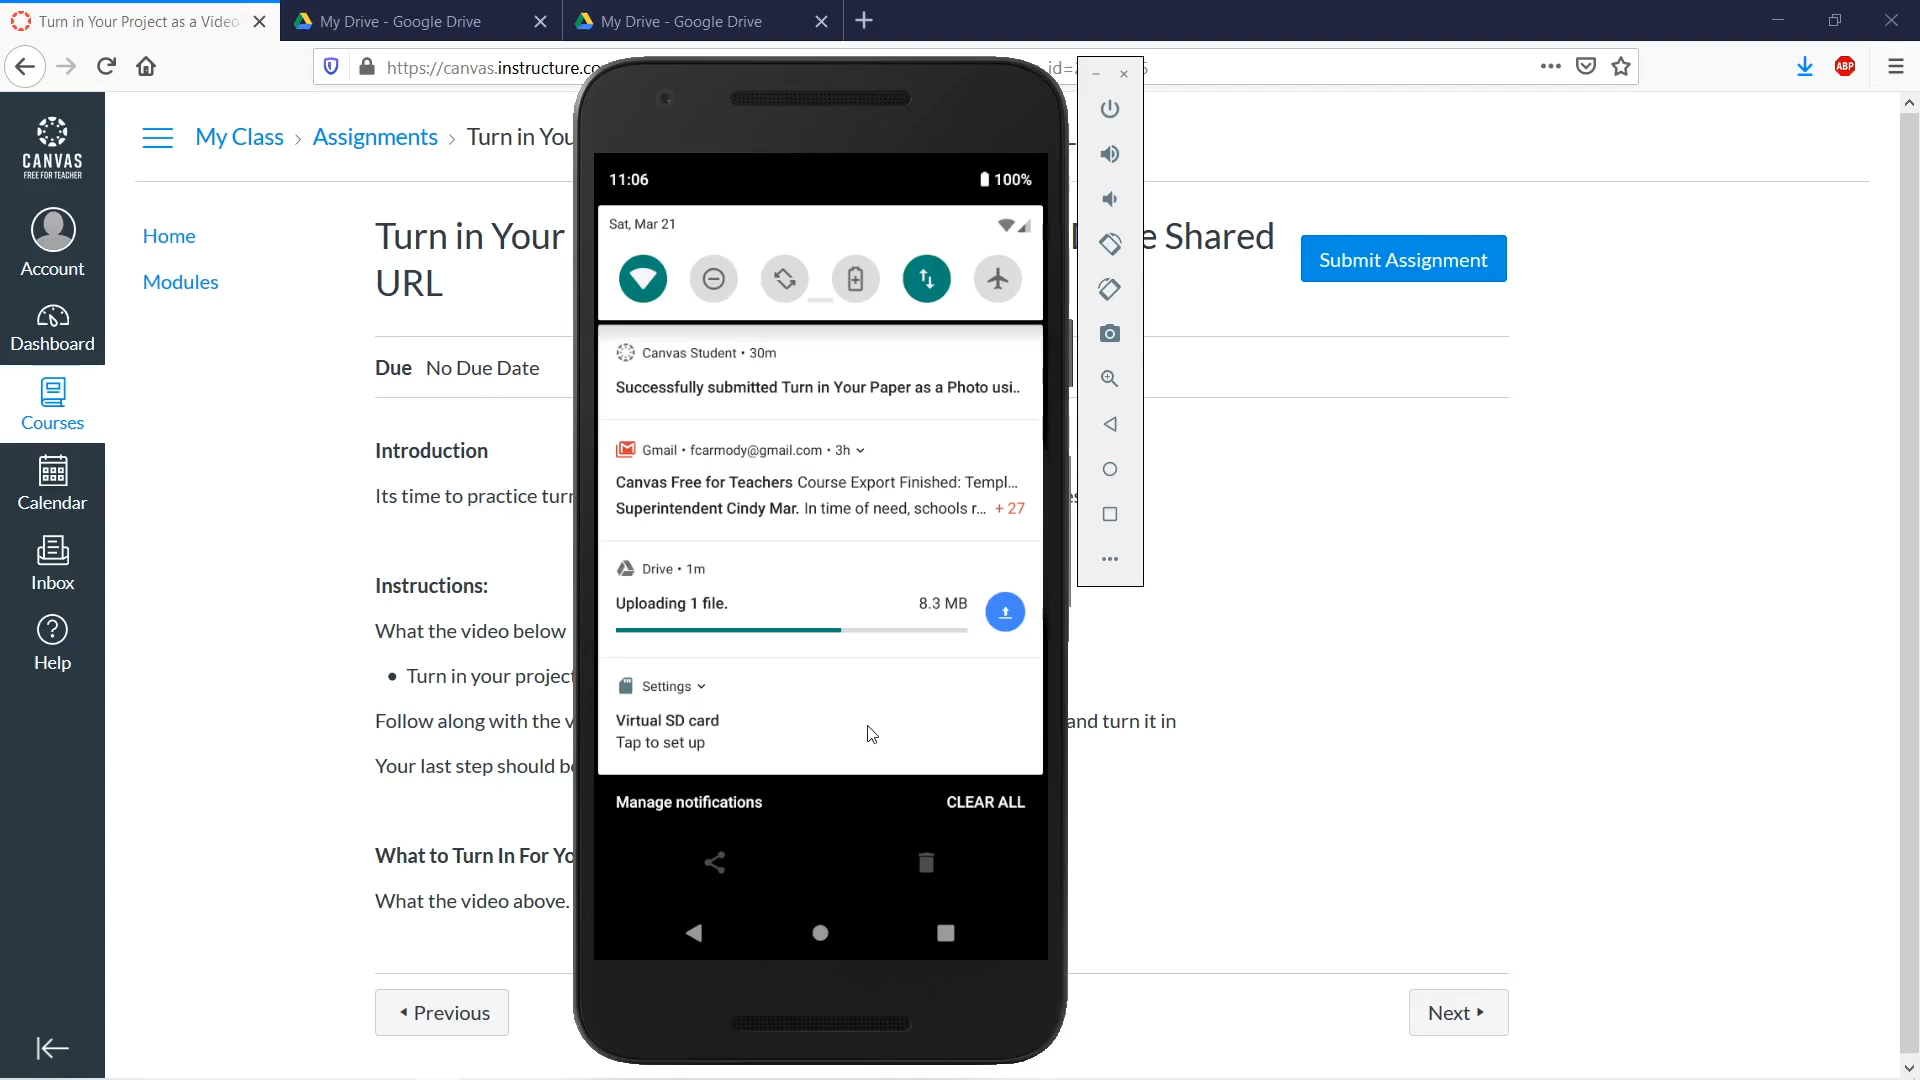 Turn in Your Project as a Video
My Drive - Google Drive
My Drive - Google Drive
https://canvas.instructure.co
id=
ABP
CANVAS
FREE FOR TEACHER
Account
Dashboard
Courses
Calendar
Inbox
Help
My Class > Assignments > Turn in You
Home
Modules
Turn in Your
e Shared
URL
Submit Assignment
Due No Due Date
Introduction
Its time to practice turn
Instructions:
What the video below
• Turn in your project
Follow along with the v
and turn it in
Your last step should be
What to Turn In For Yo
What the video above.
Previous
Next
11:06
100%
Sat, Mar 21
Canvas Student • 30m
Successfully submitted Turn in Your Paper as a Photo usi..
Gmail • fcarmody@gmail.com • 3h
Canvas Free for Teachers Course Export Finished: Templ...
Superintendent Cindy Mar. In time of need, schools r... + 27
Drive • 1m
Uploading 1 file. 8.3 MB
Settings
Virtual SD card
Tap to set up
Manage notifications
CLEAR ALL